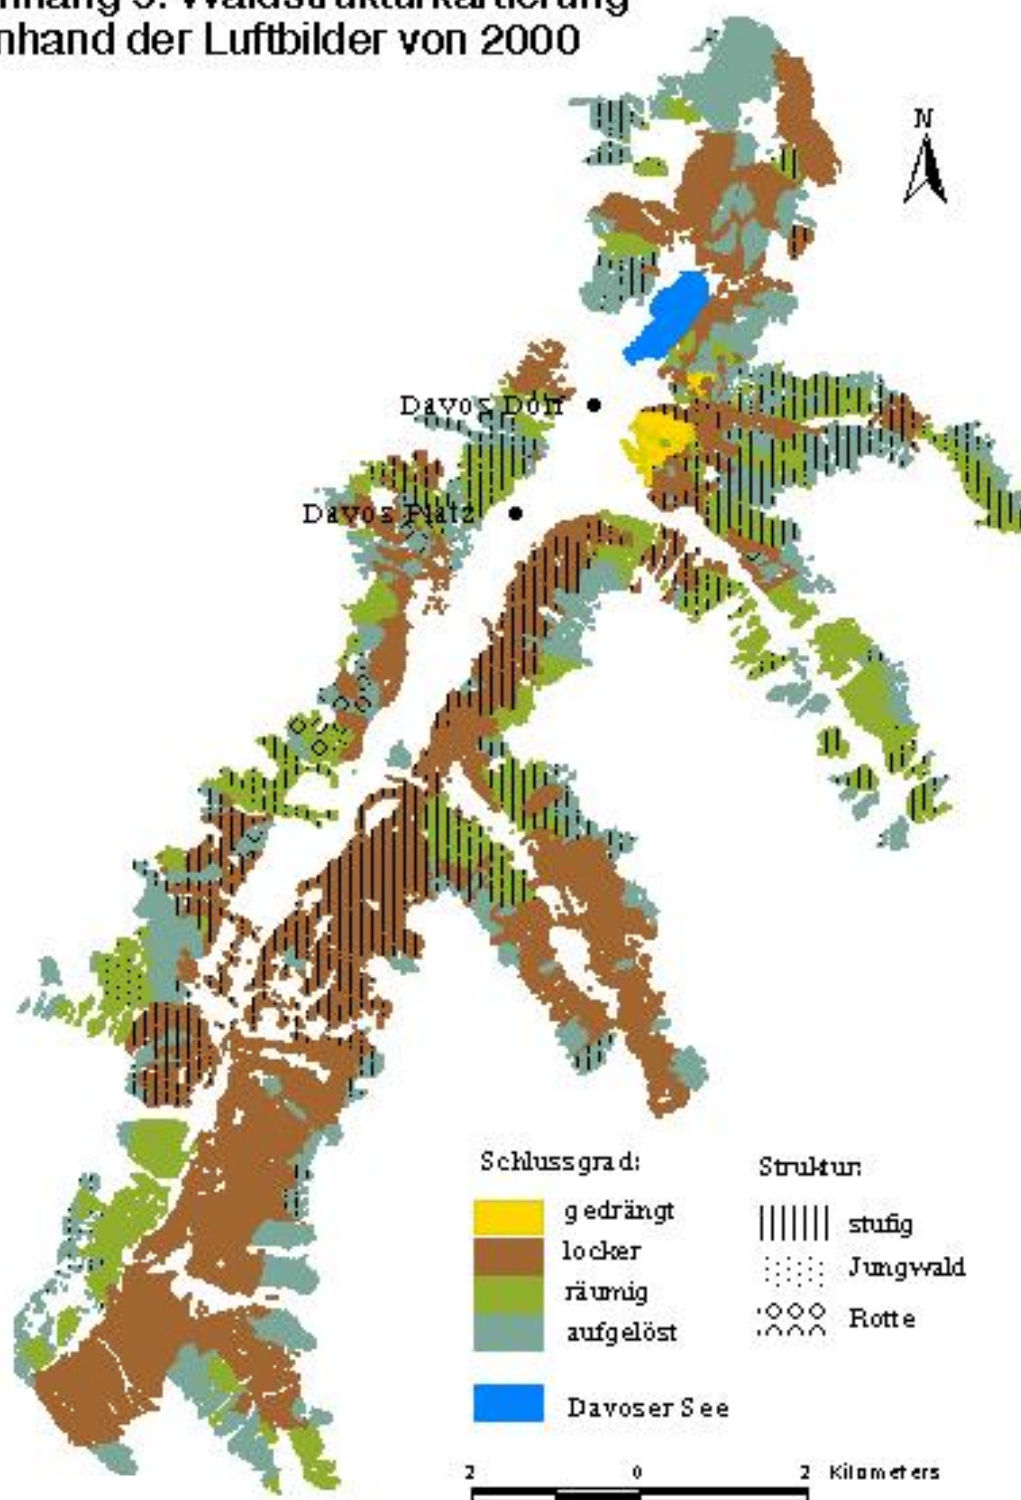 Waldstrukturkartierung
der Luftbilder von 2000
N
Davos Dorf
Davos Platz
Schlussgrad:
gedrängt
locker
räumig
aufgelöst
Davoser See
Struktur:
stufig
Jungwald
Rotte
2 0 2 Kilometers